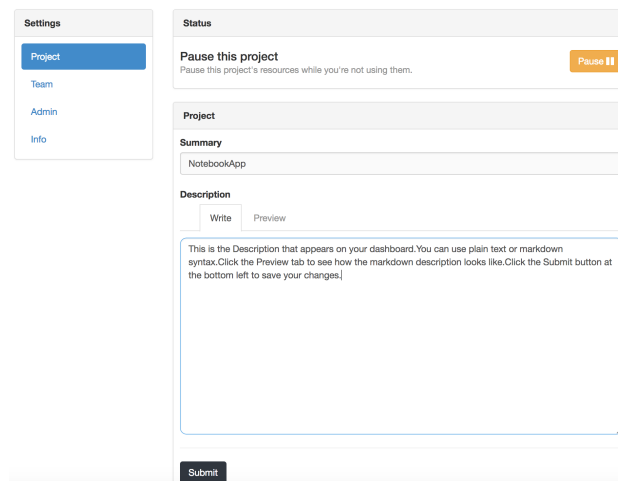 Settings
Project
Team
Admin
Info
Status
Pause this project
Pause this project's resources while you're not using them.
Pause
Project
Summary
NotebookApp
Description
Write Preview
This is the Description that appears on your dashboard.You can use plain text or markdown
syntax.Click the Preview tab to see how the markdown description looks like.Click the Submit button at
the bottom left to save your changes.
Submit